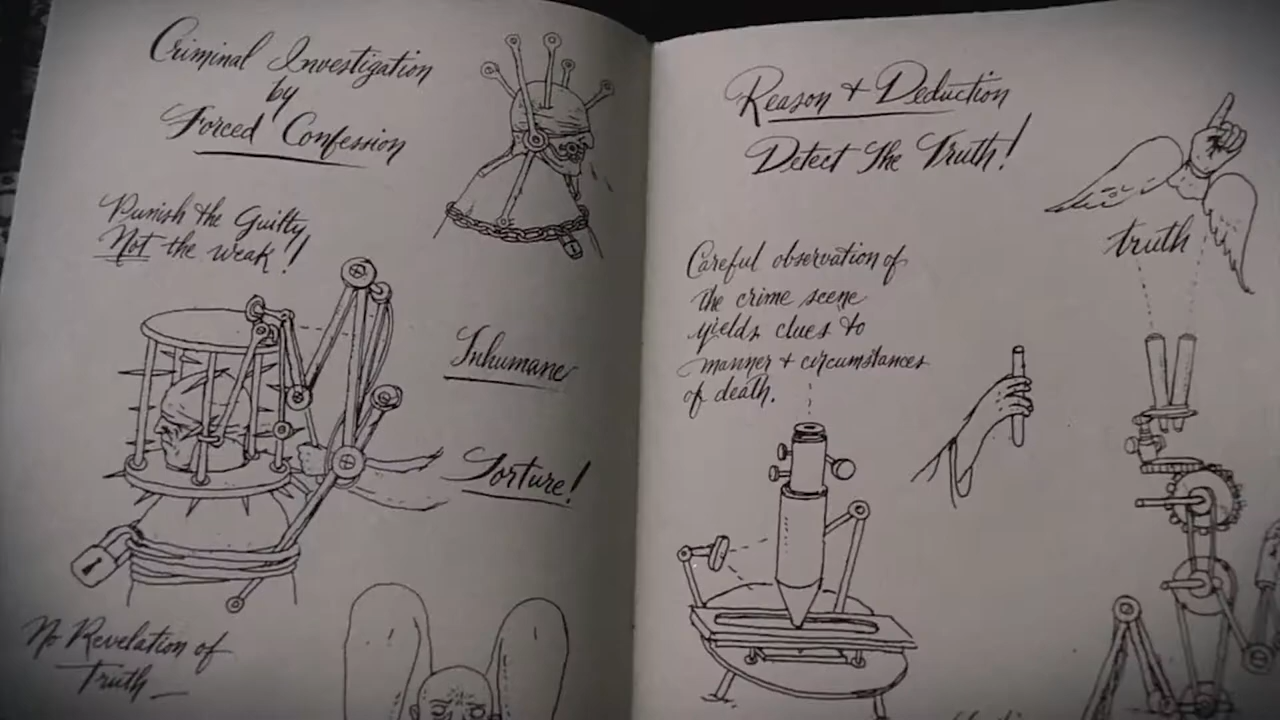 Criminal Investigation
by
Forced Confession
Punish the Guilty
Not the weak!
Inhumane
Torture!
No Revelation of
Truth
Reason + Deduction
Detect The Truth!
truth
Careful observation of
the crime scene
yields clues to
manner + circumstances
of death.